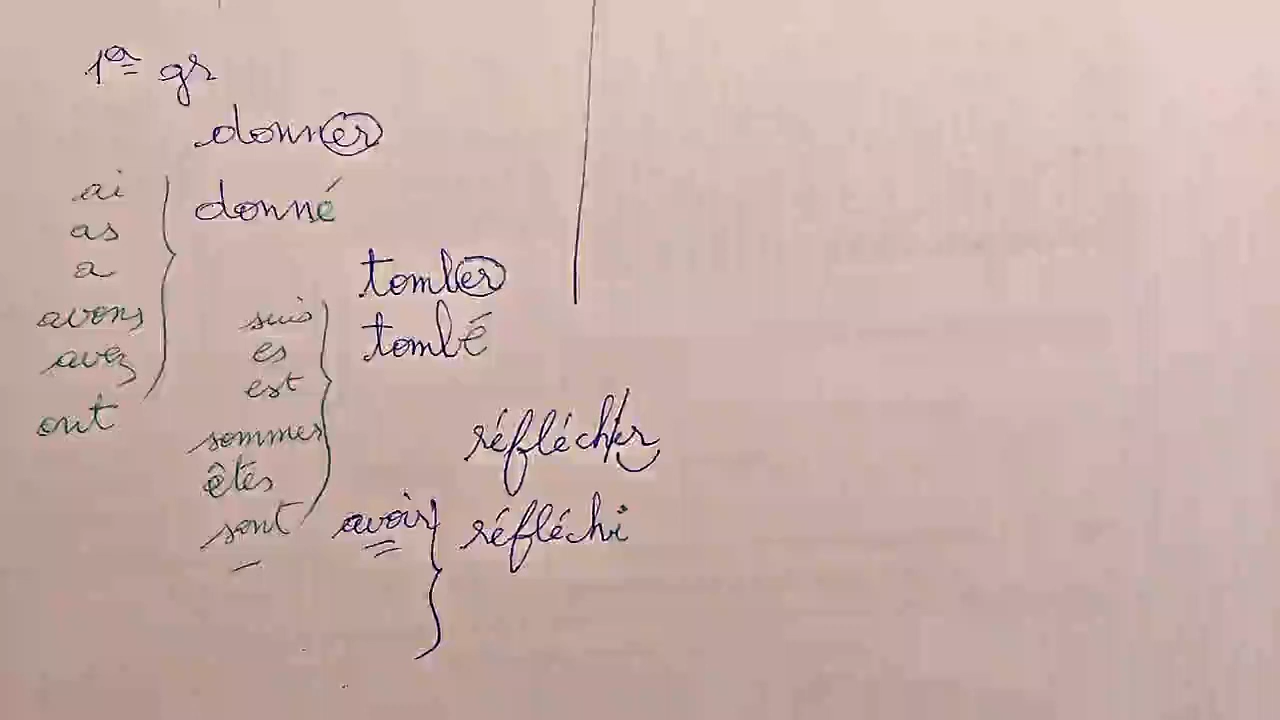 1ª gr
donner
ai donné
as
a
tomber
avons suis tombé
avez es
est
ont sommes réfléchir
êtes
sont avoir réfléchi